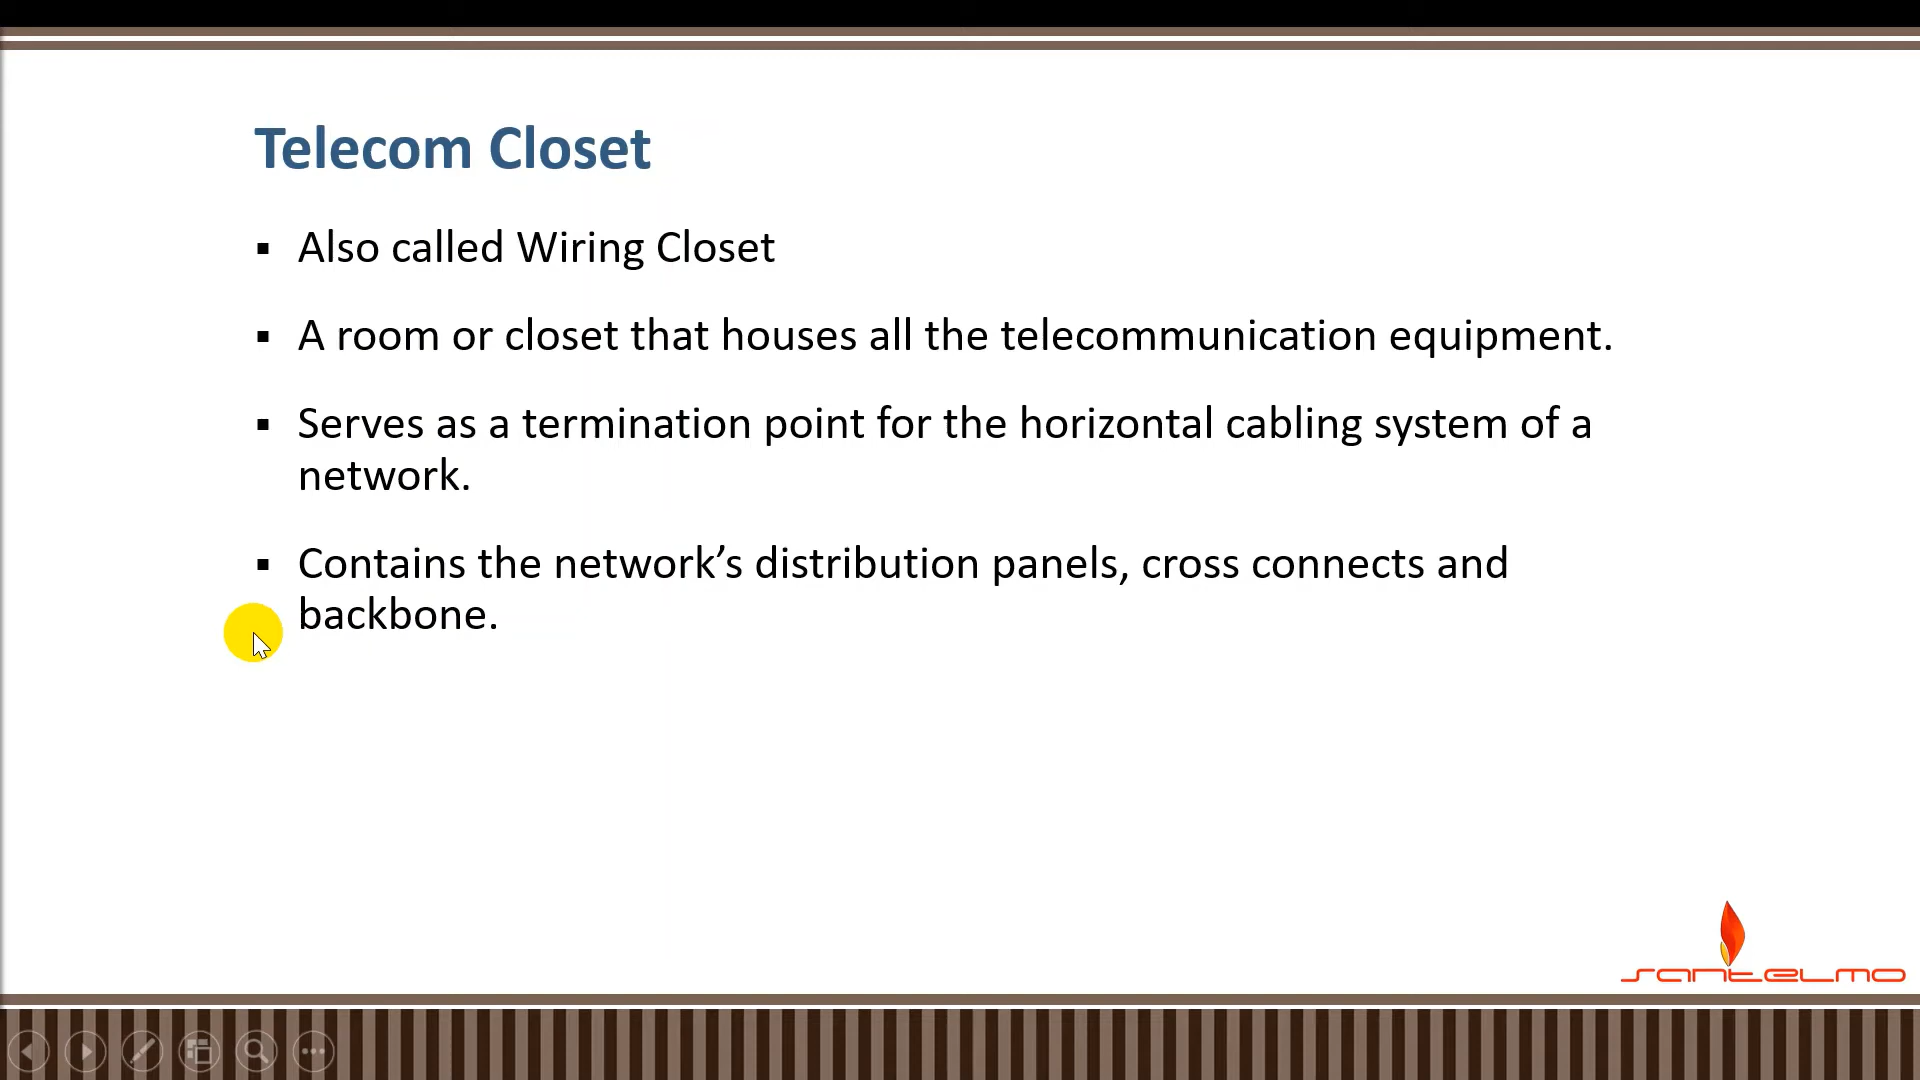 Telecom Closet
▪ Also called Wiring Closet
▪ A room or closet that houses all the telecommunication equipment.
▪ Serves as a termination point for the horizontal cabling system of a
network.
▪ Contains the network’s distribution panels, cross connects and
backbone.
santelmo